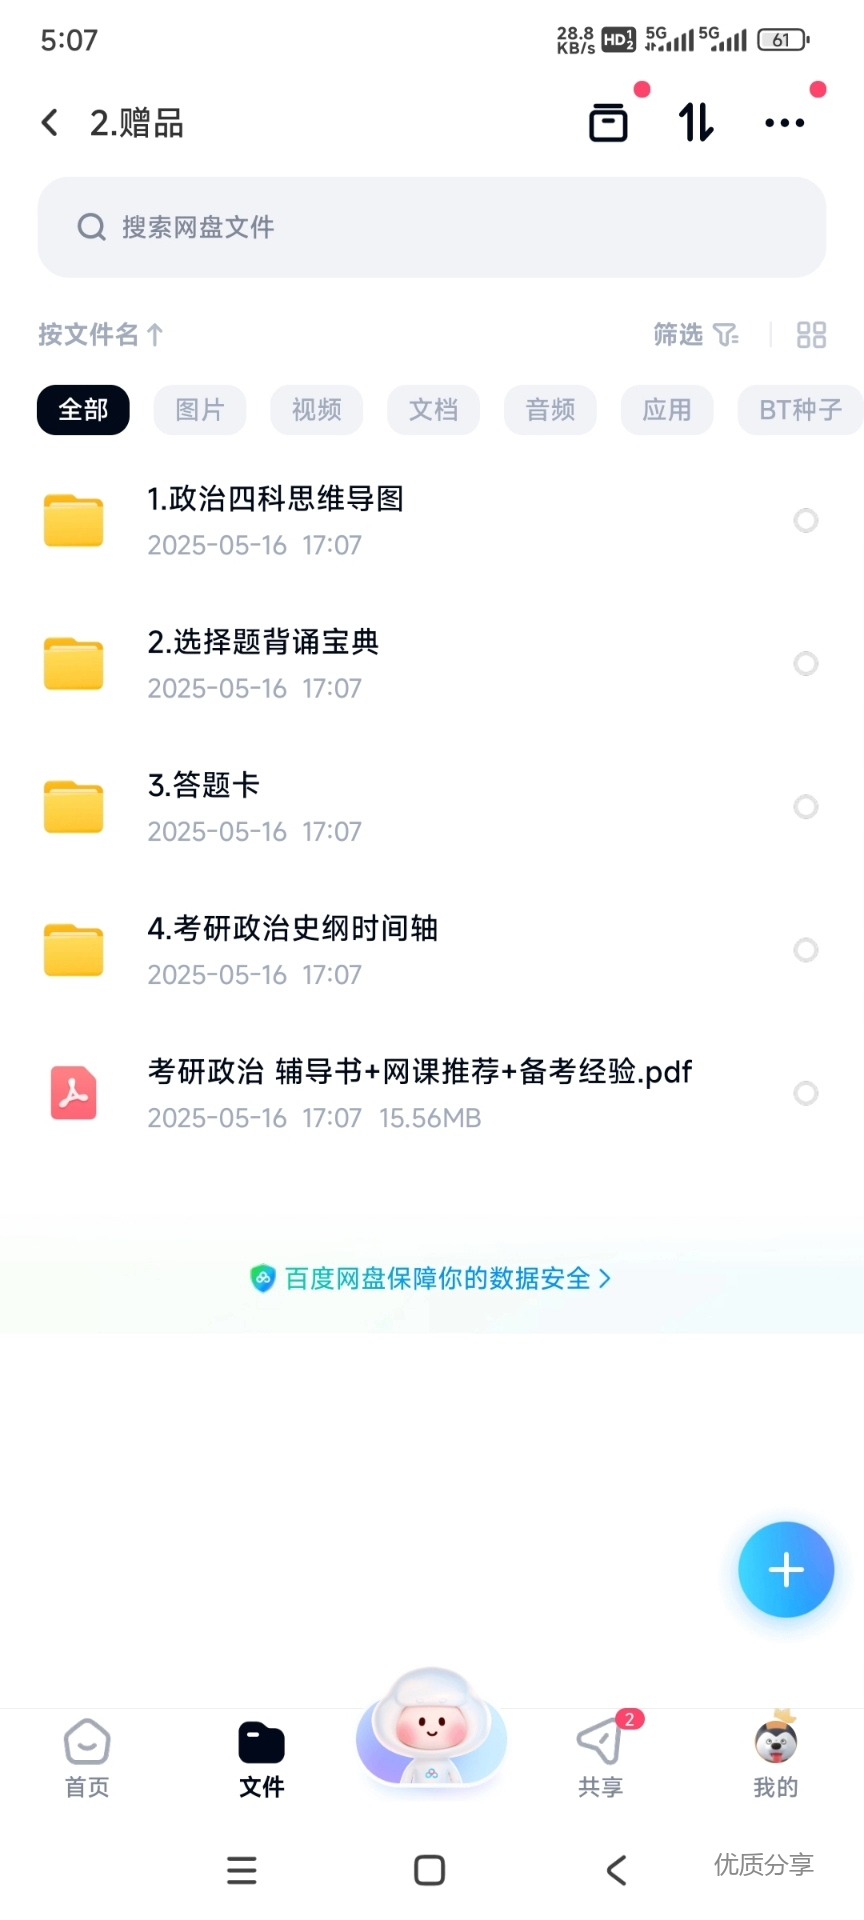 5:07
28.8 KB/s HD 1 2 5G 5G 61
2.赠品
搜索网盘文件
按文件名↑ 筛选
全部 图片 视频 文档 音频 应用 BT种子
1.政治四科思维导图
2025-05-16 17:07
2.选择题背诵宝典
2025-05-16 17:07
3.答题卡
2025-05-16 17:07
4.考研政治史纲时间轴
2025-05-16 17:07
考研政治 辅导书+网课推荐+备考经验.pdf
2025-05-16 17:07 15.56MB
百度网盘保障你的数据安全
2
首页 文件 共享 我的
优质分享